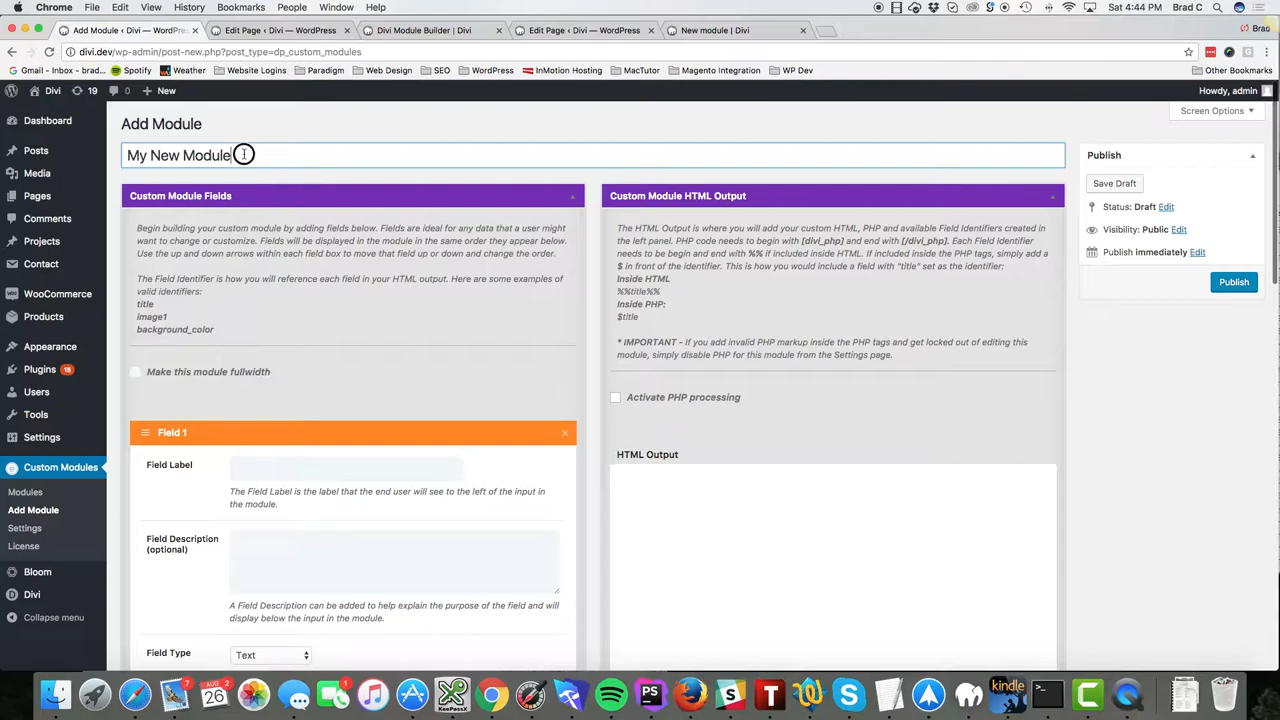 Chrome File Edit View History Bookmarks People Window Help Sat 4:44 PM Brad C
Add Module ‹ Divi — WordPres × Edit Page ‹ Divi — WordPress × Divi Module Builder | Divi × Edit Page ‹ Divi — WordPress × New module | Divi × Brad
divi.dev/wp-admin/post-new.php?post_type=dp_custom_modules
Gmail - Inbox - brad... Spotify Weather Website Logins Paradigm Web Design SEO WordPress InMotion Hosting MacTutor Magento Integration WP Dev Other Bookmarks
Divi 19 0 New Howdy, admin
Screen Options
Add Module
My New Module
Dashboard
Posts
Media
Pages
Comments
Projects
Contact
WooCommerce
Products
Appearance
Plugins 15
Users
Tools
Settings
Custom Modules
Modules
Add Module
Settings
License
Bloom
Divi
Collapse menu
Custom Module Fields
Begin building your custom module by adding fields below. Fields are ideal for any data that a user might
want to change or customize. Fields will be displayed in the module in the same order they appear below.
Use the up and down arrows within each field box to move that field up or down and change the order.
The Field Identifier is how you will reference each field in your HTML output. Here are some examples of
valid identifiers:
title
image1
background_color
Make this module fullwidth
Field 1
Field Label
The Field Label is the label that the end user will see to the left of the input in
the module.
Field Description
(optional)
A Field Description can be added to help explain the purpose of the field and will
display below the input in the module.
Field Type Text
Custom Module HTML Output
The HTML Output is where you will add your custom HTML, PHP and available Field Identifiers created in
the left panel. PHP code needs to begin with [divi_php] and end with [/divi_php]. Each Field Identifier
needs to be begin and end with %% if included inside HTML. If included inside the PHP tags, simply add a
$ in front of the identifier. This is how you would include a field with "title" set as the identifier:
Inside HTML
%%title%%
Inside PHP:
$title
* IMPORTANT - If you add invalid PHP markup inside the PHP tags and get locked out of editing this
module, simply disable PHP for this module from the Settings page.
Activate PHP processing
HTML Output
Publish
Save Draft
Status: Draft Edit
Visibility: Public Edit
Publish immediately Edit
Publish
7 AUG 26 2 1 KeePassX PS T kindle